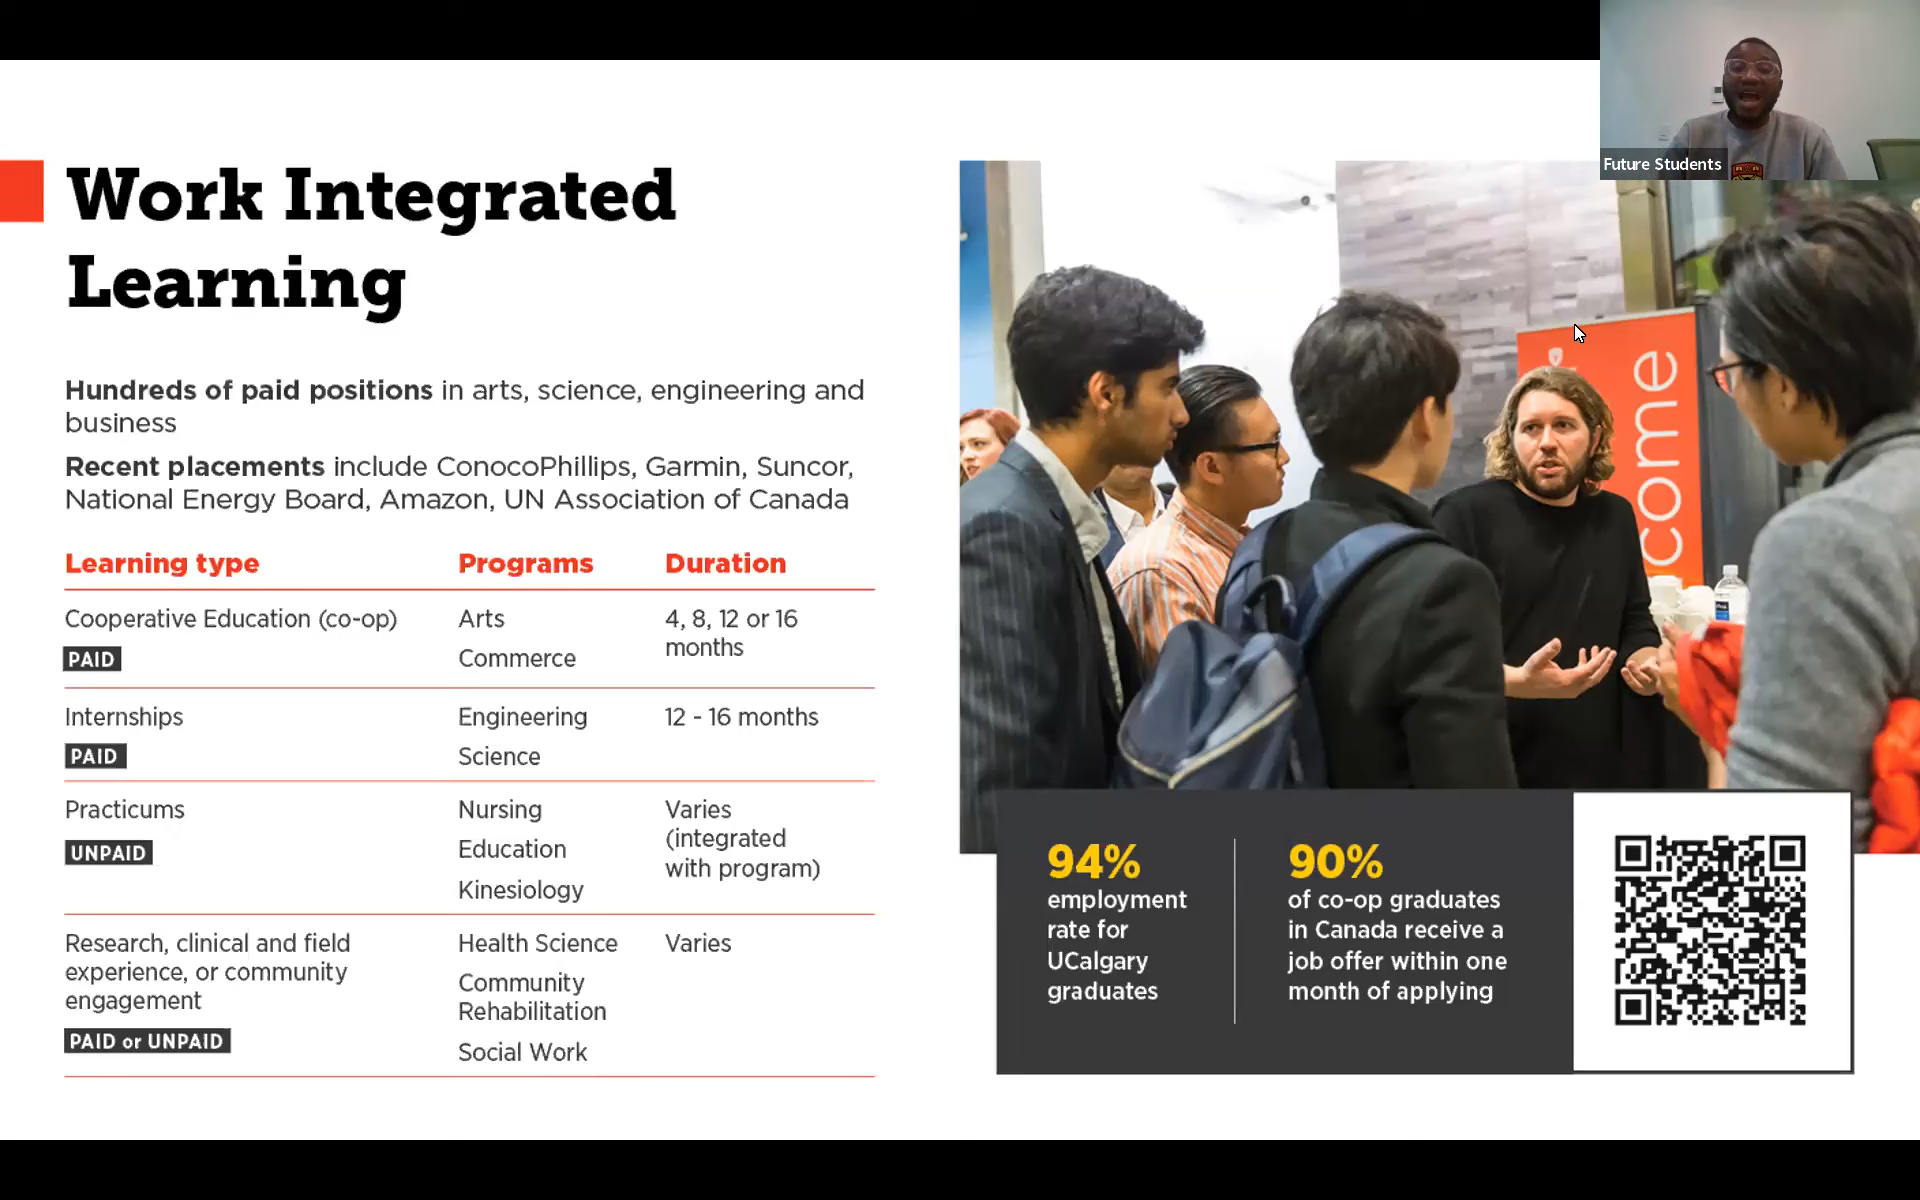 Future Students
Work Integrated
Learning
Hundreds of paid positions in arts, science, engineering and
business
Recent placements include ConocoPhillips, Garmin, Suncor,
National Energy Board, Amazon, UN Association of Canada
Learning type Programs Duration
Cooperative Education (co-op)
PAID
Arts
Commerce
4, 8, 12 or 16
months
Internships
PAID
Engineering
Science
12 - 16 months
Practicums
UNPAID
Nursing
Education
Kinesiology
Varies
(integrated
with program)
Research, clinical and field
experience, or community
engagement
PAID or UNPAID
Health Science
Community
Rehabilitation
Social Work
Varies
come
94%
employment
rate for
UCalgary
graduates
90%
of co-op graduates
in Canada receive a
job offer within one
month of applying